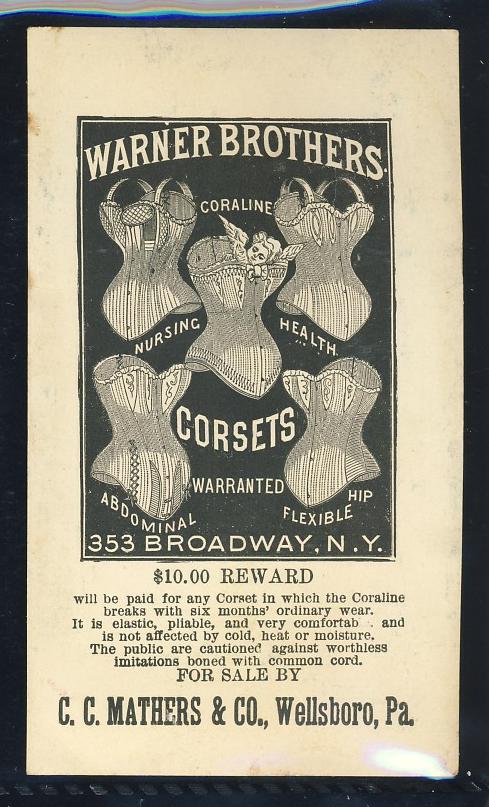 WARNER BROTHERS.
CORALINE
NURSING
HEALTH.
CORSETS
WARRANTED
ABDOMINAL
FLEXIBLE HIP
353 BROADWAY, N.Y.
$10.00 REWARD
will be paid for any Corset in which the Coraline
breaks with six months' ordinary wear.
It is elastic, pliable, and very comfortab . and
is not affected by cold, heat or moisture.
The public are cautioned against worthless
imitations boned with common cord.
FOR SALE BY
C. C. MATHERS & CO., Wellsboro, Pa.